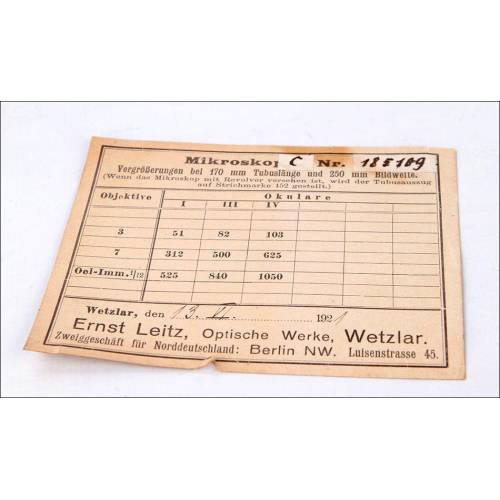 Mikroskop C Nr. 185109
Vergrößerungen bei 170 mm Tubuslänge und 250 mm Bildweite.
(Wenn das Mikroskop mit Revolver versehen ist, wird der Tubusauszug
auf Strichmarke 152 gestellt.)
Objektive Okulare
I III IV
3 51 82 103
7 312 500 625
Oel-Imm. 1/12 525 840 1050
Wetzlar, den 13. II. 1921
Ernst Leitz, Optische Werke, Wetzlar.
Zweiggeschäft für Norddeutschland: Berlin NW. Luisenstrasse 45.